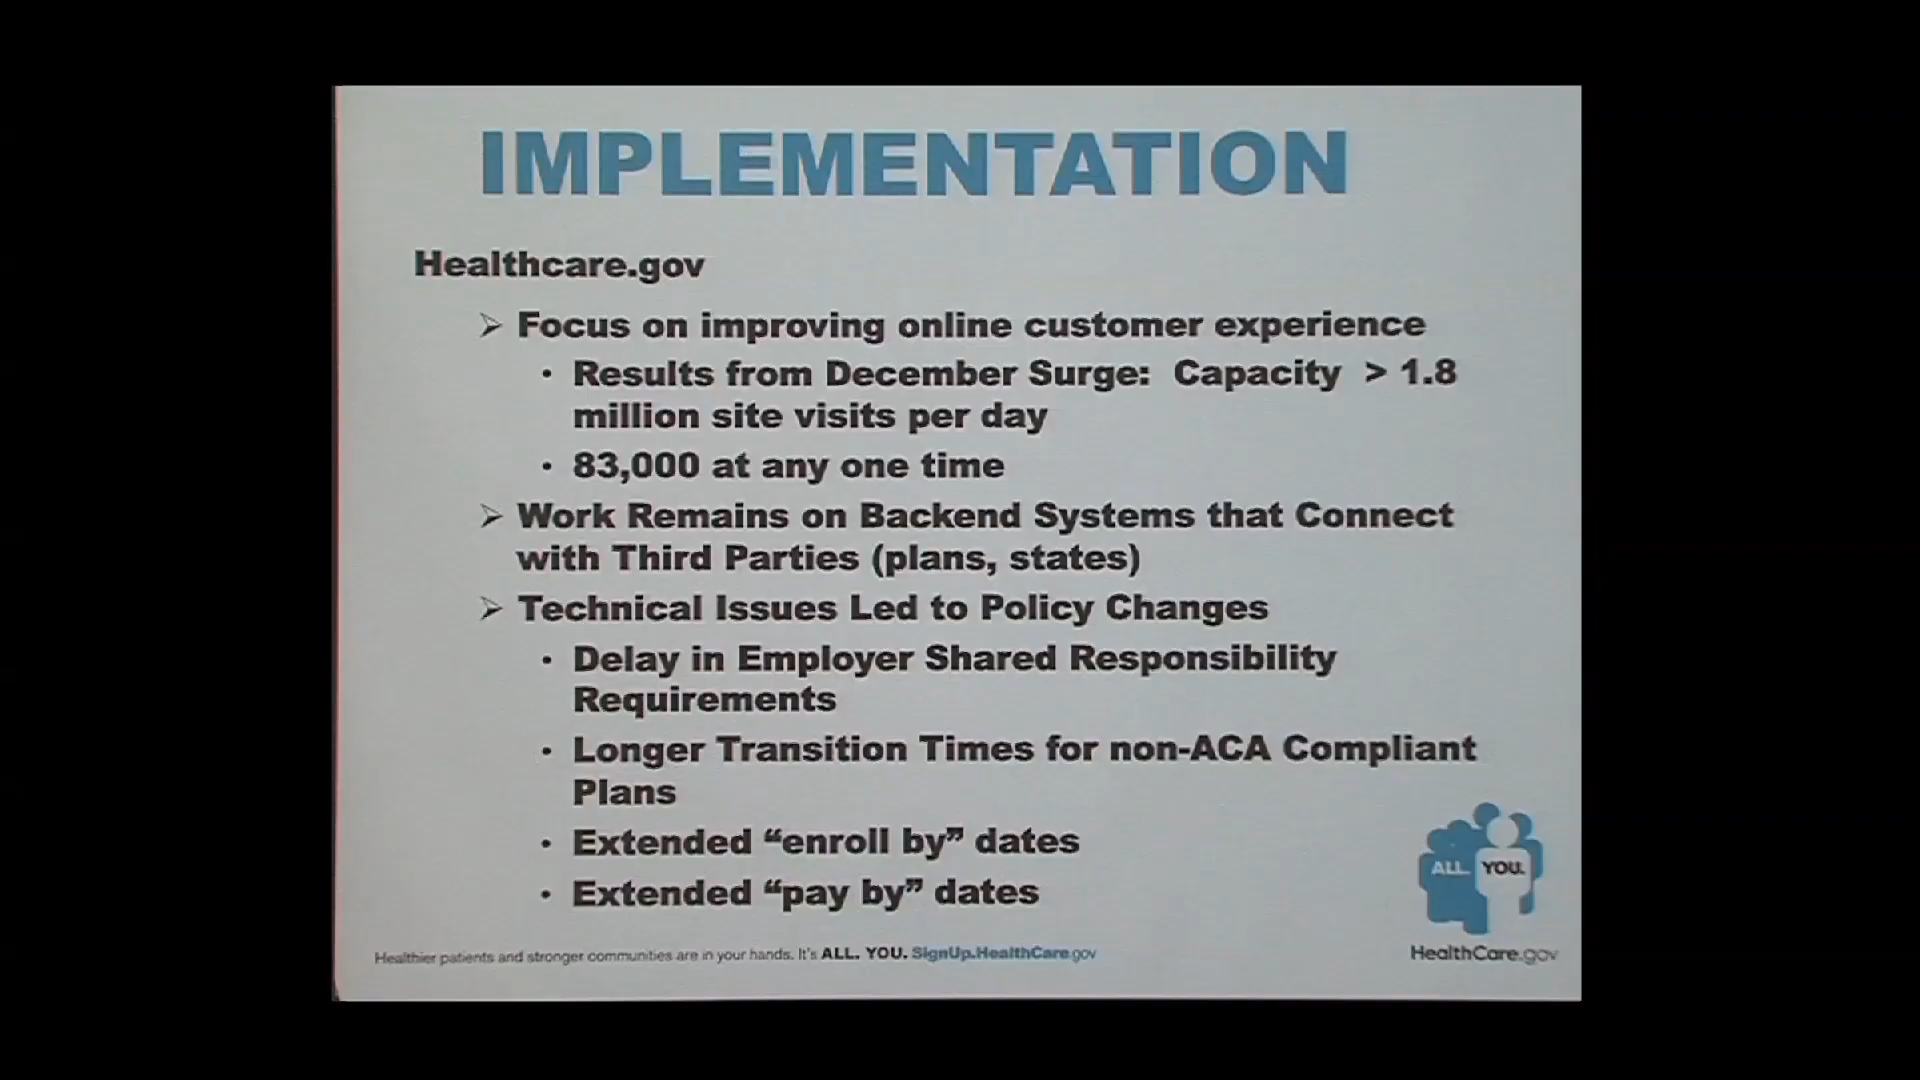 IMPLEMENTATION
Healthcare.gov
➢ Focus on improving online customer experience
• Results from December Surge: Capacity > 1.8
million site visits per day
• 83,000 at any one time
➢ Work Remains on Backend Systems that Connect
with Third Parties (plans, states)
➢ Technical Issues Led to Policy Changes
• Delay in Employer Shared Responsibility
Requirements
• Longer Transition Times for non-ACA Compliant
Plans
• Extended “enroll by” dates
• Extended “pay by” dates
ALL. YOU.
Healthier patients and stronger communities are in your hands. It's ALL. YOU. SignUp.HealthCare.gov
HealthCare.gov